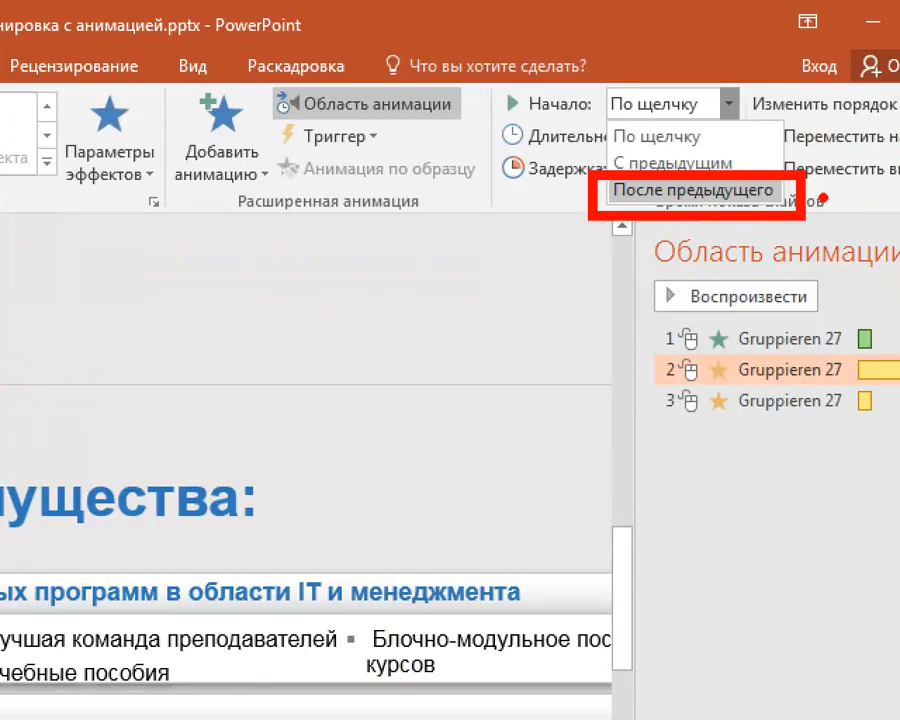 нировка с анимацией.pptx - PowerPoint
Рецензирование Вид Раскадровка Что вы хотите сделать? Вход О
Область анимации Начало: По щелчку Изменить порядок
Триггер По щелчку Переместить
екта Параметры эффектов Добавить анимацию Анимация по образцу С предыдущим Переместить
После предыдущего
Расширенная анимация
Область анимации
Воспроизвести
1 Gruppieren 27
2 Gruppieren 27
3 Gruppieren 27
ущества:
ых программ в области IT и менеджмента
учшая команда преподавателей ▪ Блочно-модульное пос
чебные пособия курсов